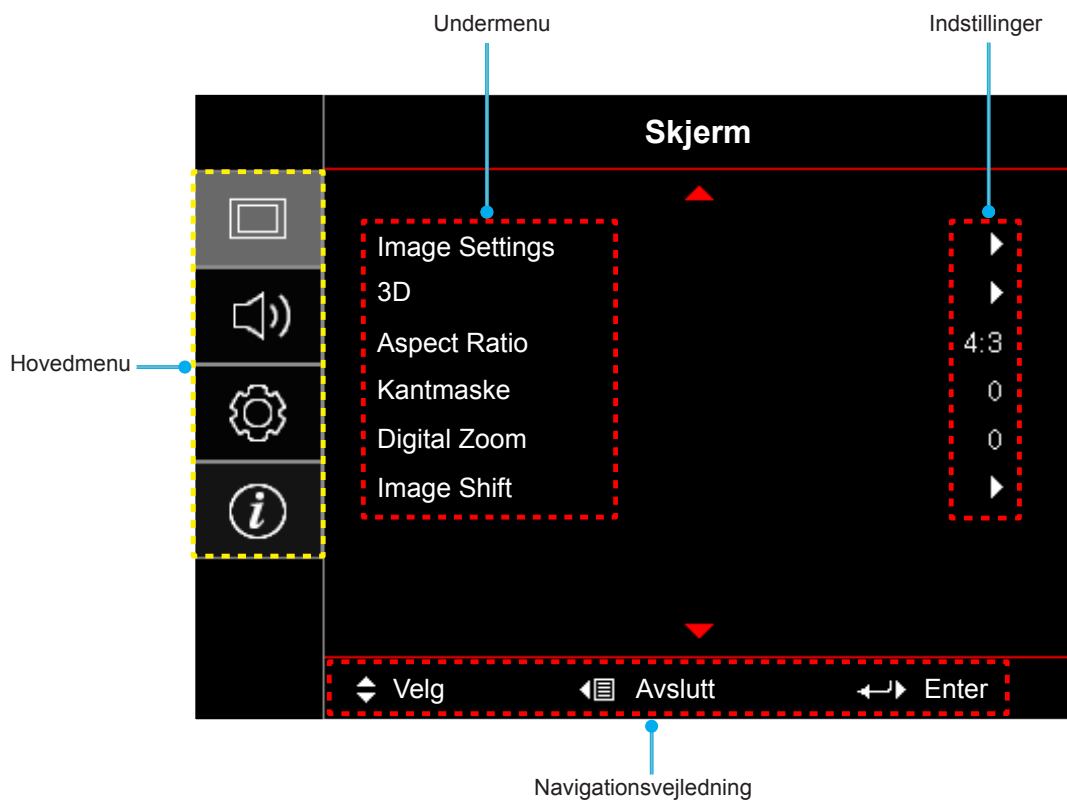 Undermenu Indstillinger
Skjerm
Image Settings
3D
Aspect Ratio 4:3
Hovedmenu
Kantmaske 0
Digital Zoom 0
Image Shift
i
Velg Avslutt Enter
Navigationsvejledning